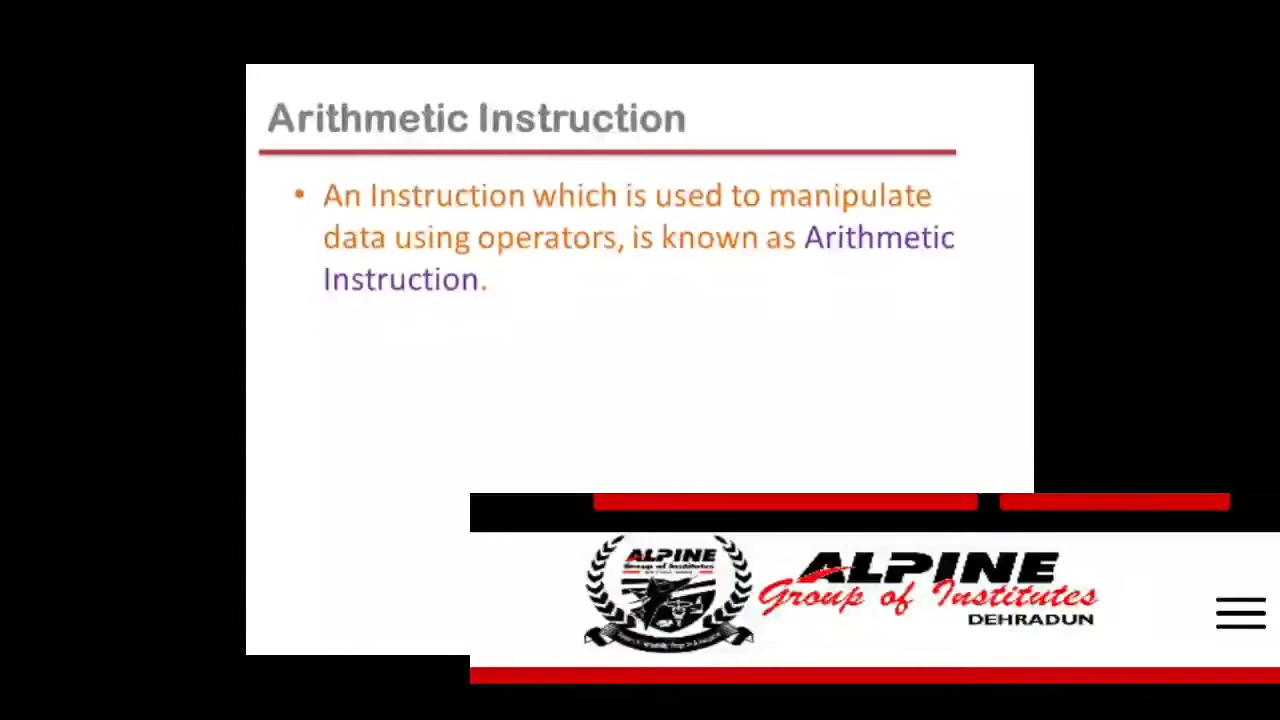 Arithmetic Instruction
• An Instruction which is used to manipulate
data using operators, is known as Arithmetic
Instruction.
ALPINE
Group of Institutes
ALPINE
Group of Institutes
DEHRADUN